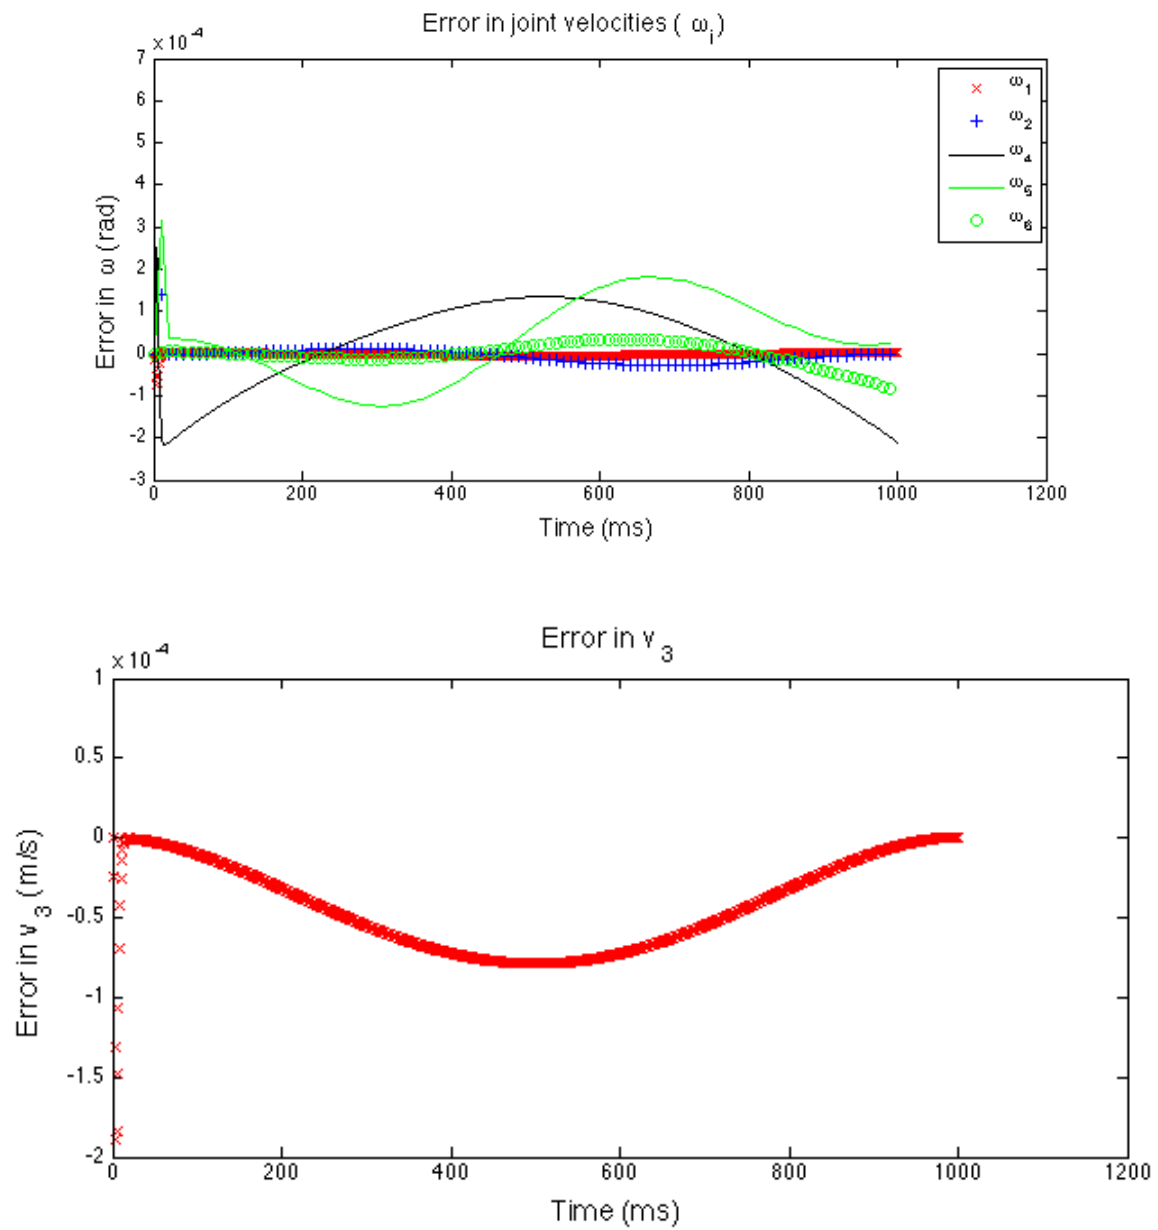 Error in joint velocities ( ω_i)
x 10^-4
7
6
5
4
3
2
1
0
-1
-2
-3
Error in ω (rad)
ω_1
ω_2
ω_4
ω_5
ω_6
0 200 400 600 800 1000 1200
Time (ms)
Error in v_3
x 10^-4
1
0.5
0
-0.5
-1
-1.5
-2
Error in v_3 (m/s)
0 200 400 600 800 1000 1200
Time (ms)